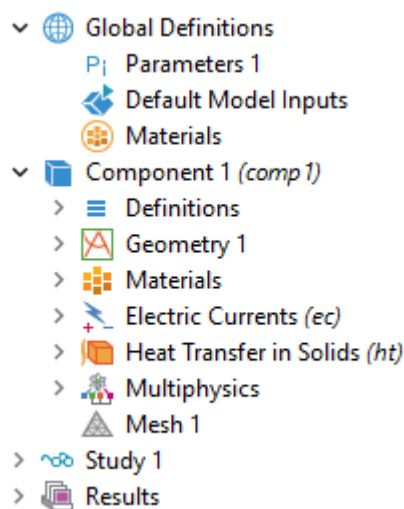 Global Definitions
Pi Parameters 1
Default Model Inputs
Materials
Component 1 (comp1)
Definitions
Geometry 1
Materials
Electric Currents (ec)
Heat Transfer in Solids (ht)
Multiphysics
Mesh 1
Study 1
Results